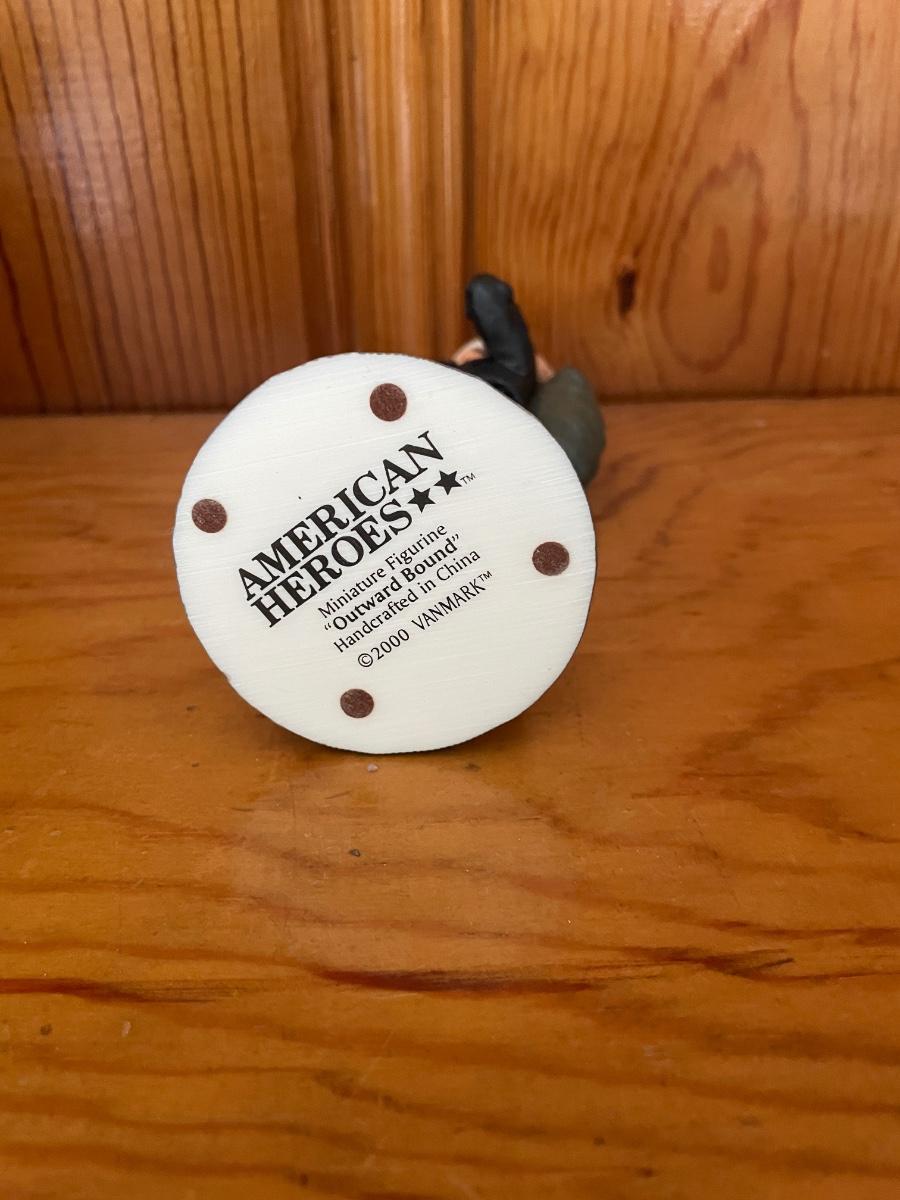 AMERICAN
HEROES★★™
Miniature Figurine
“Outward Bound”
Handcrafted in China
©2000 VANMARK™